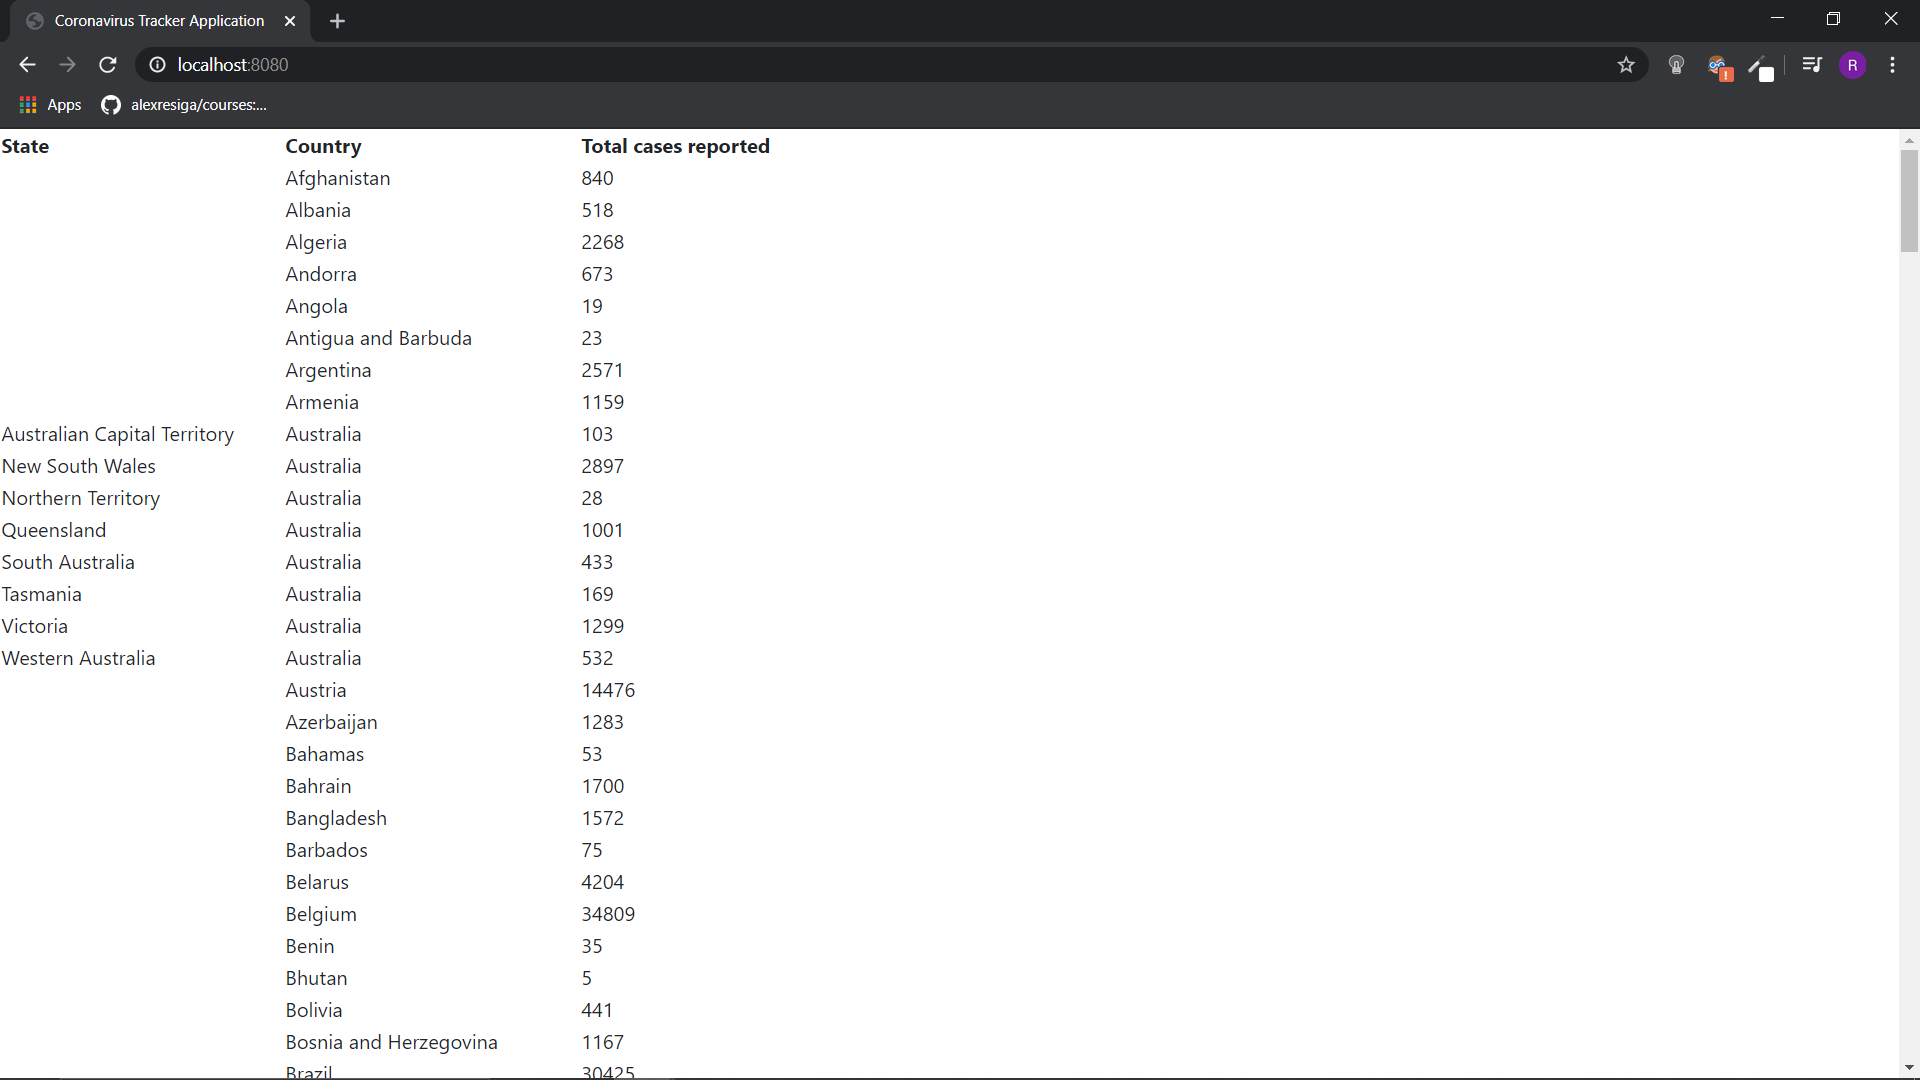 Coronavirus Tracker Application
localhost:8080
R
Apps alexresiga/courses:...
State Country Total cases reported
Afghanistan 840
Albania 518
Algeria 2268
Andorra 673
Angola 19
Antigua and Barbuda 23
Argentina 2571
Armenia 1159
Australian Capital Territory Australia 103
New South Wales Australia 2897
Northern Territory Australia 28
Queensland Australia 1001
South Australia Australia 433
Tasmania Australia 169
Victoria Australia 1299
Western Australia Australia 532
Austria 14476
Azerbaijan 1283
Bahamas 53
Bahrain 1700
Bangladesh 1572
Barbados 75
Belarus 4204
Belgium 34809
Benin 35
Bhutan 5
Bolivia 441
Bosnia and Herzegovina 1167
Brazil 30425